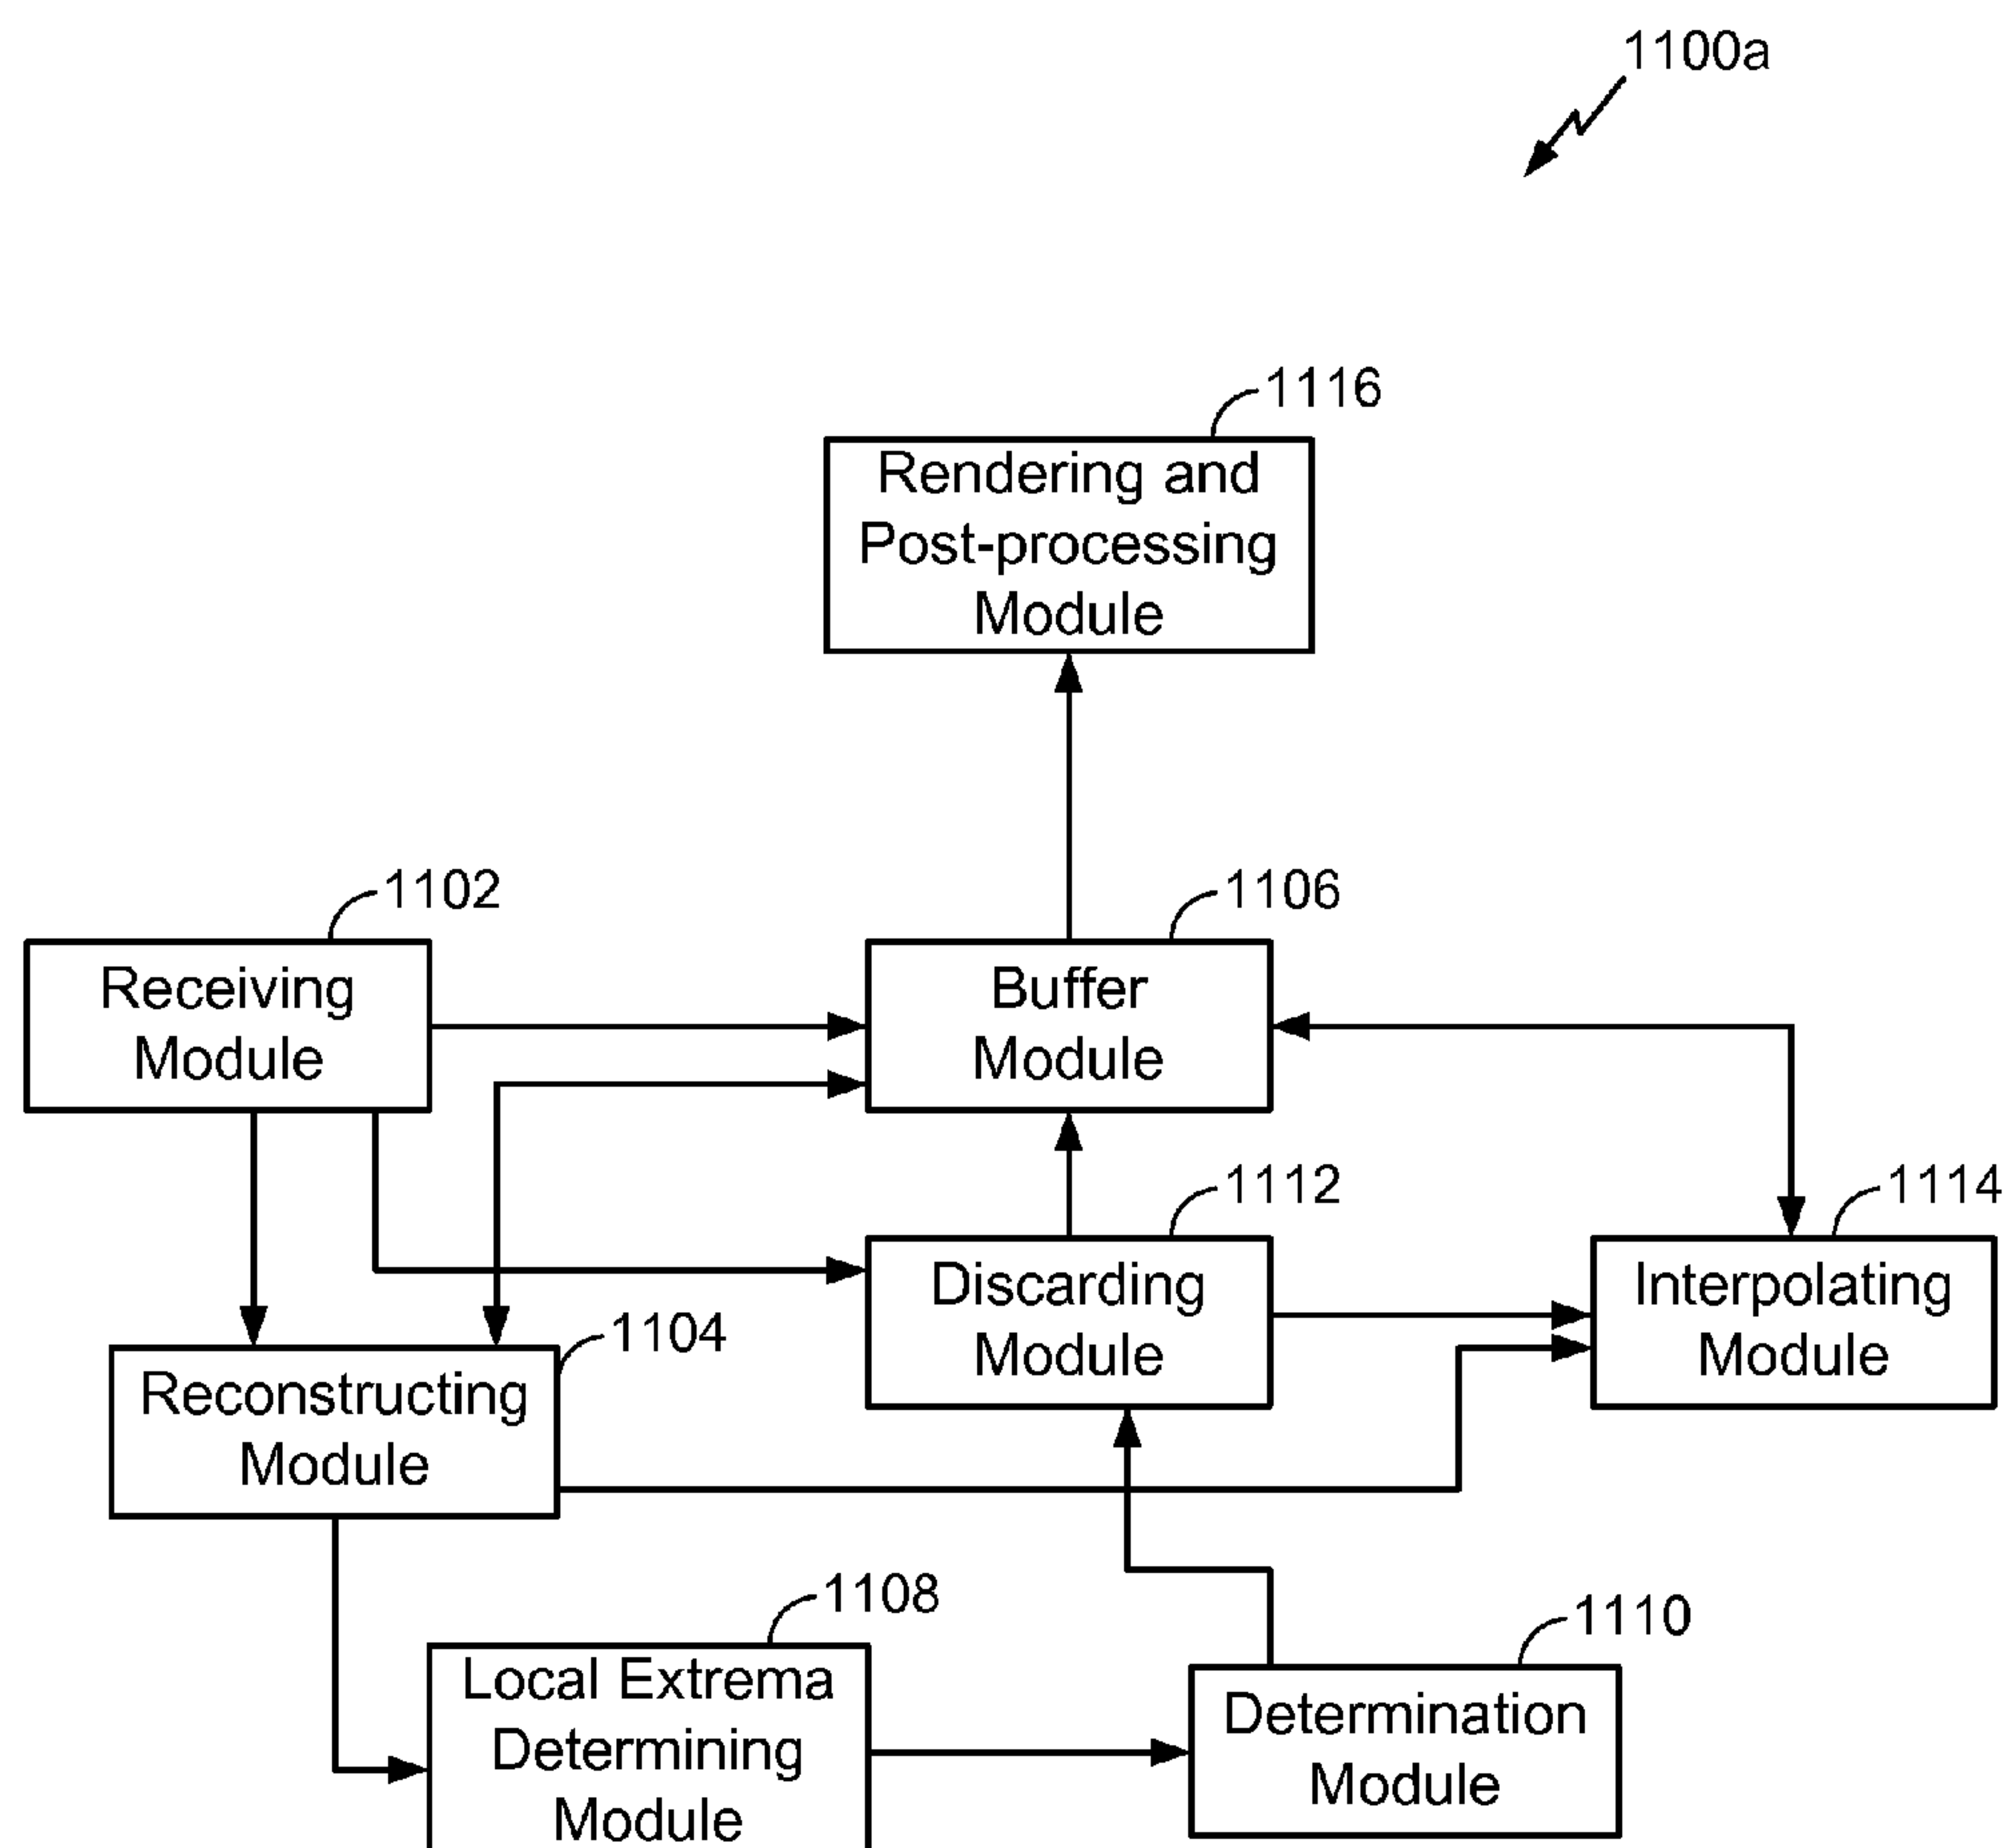 1100a
1116
Rendering and
Post-processing
Module
1102
Receiving
Module
1106
Buffer
Module
1112
Discarding
Module
1114
Interpolating
Module
1104
Reconstructing
Module
1108
Local Extrema
Determining
Module
1110
Determination
Module